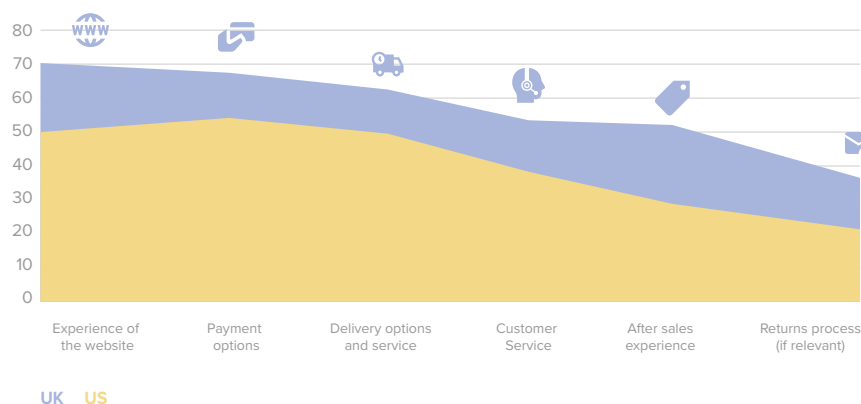 80
WWW
70
60
50
40
30
20
10
0
Experience of
the website
Payment
options
Delivery options
and service
Customer
Service
After sales
experience
Returns process
(if relevant)
UK US